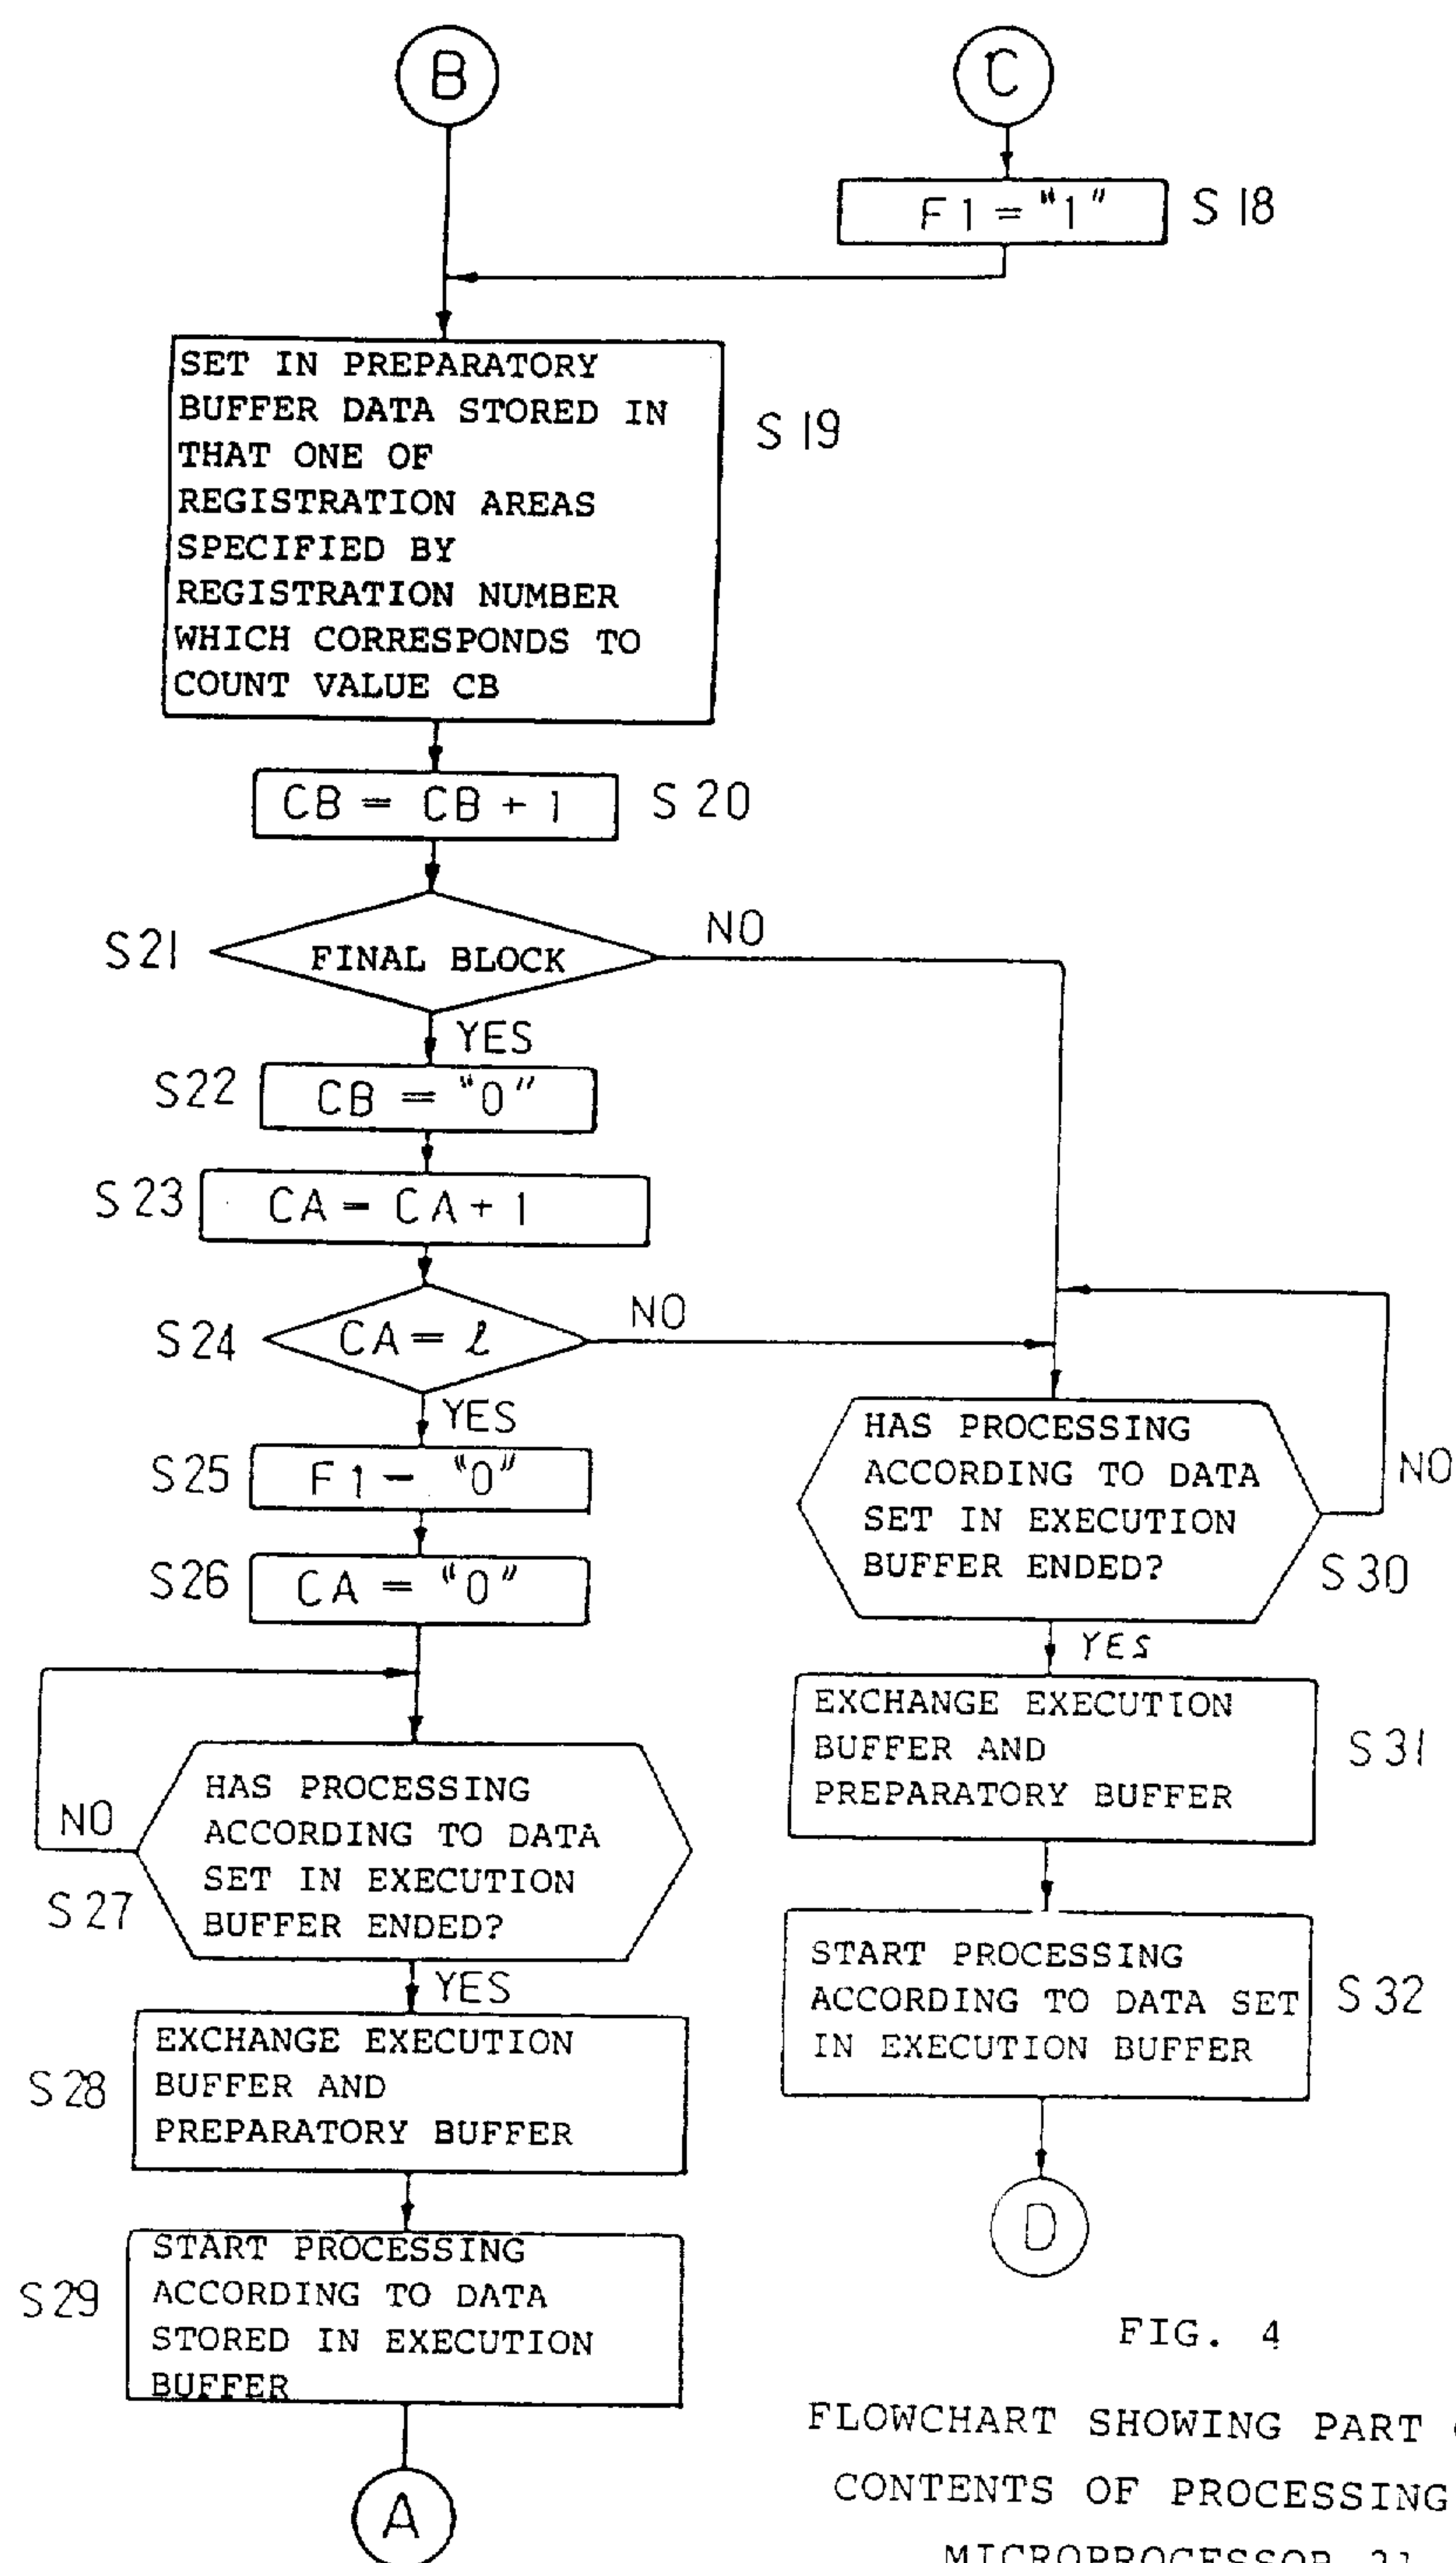 B
C
F1 = "1"
S18
SET IN PREPARATORY
BUFFER DATA STORED IN
THAT ONE OF
REGISTRATION AREAS
SPECIFIED BY
REGISTRATION NUMBER
WHICH CORRESPONDS TO
COUNT VALUE CB
S19
CB = CB + 1
S20
S21
FINAL BLOCK
NO
YES
S22
CB = "0"
S23
CA = CA + 1
S24
CA = ℓ
NO
YES
S25
F1 - "0"
S26
CA = "0"
HAS PROCESSING
ACCORDING TO DATA
SET IN EXECUTION
BUFFER ENDED?
NO
S27
YES
S28
EXCHANGE EXECUTION
BUFFER AND
PREPARATORY BUFFER
S29
START PROCESSING
ACCORDING TO DATA
STORED IN EXECUTION
BUFFER
A
HAS PROCESSING
ACCORDING TO DATA
SET IN EXECUTION
BUFFER ENDED?
NO
S30
YES
EXCHANGE EXECUTION
BUFFER AND
PREPARATORY BUFFER
S31
START PROCESSING
ACCORDING TO DATA SET
IN EXECUTION BUFFER
S32
D
FIG. 4
FLOWCHART SHOWING PART
CONTENTS OF PROCESSING
MICROPROCESSOR